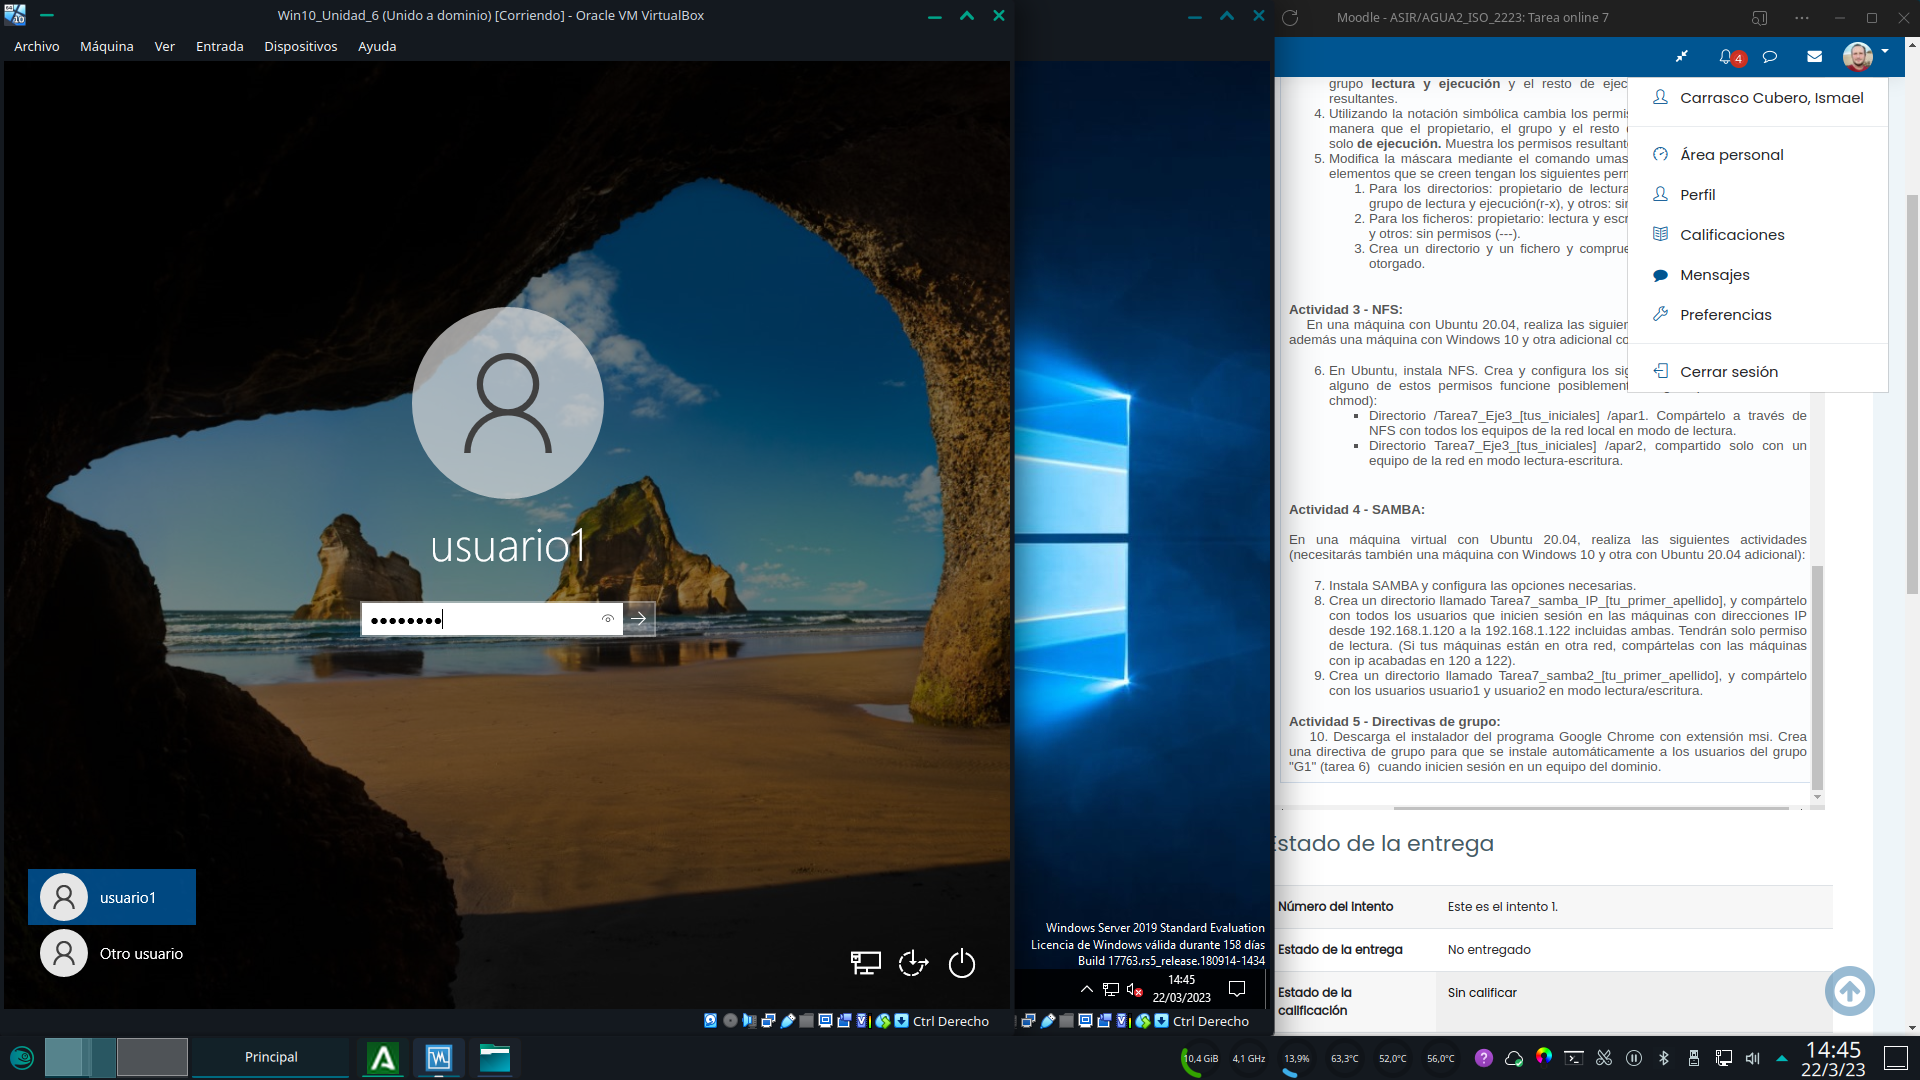 Win10_Unidad_6 (Unido a dominio) [Corriendo] - Oracle VM VirtualBox
Archivo Máquina Ver Entrada Dispositivos Ayuda
usuario1
usuario1
Otro usuario
Ctrl Derecho
Windows Server 2019 Standard Evaluation
Licencia de Windows válida durante 158 días
Build 17763.rs5_release.180914-1434
14:45
22/03/2023
Ctrl Derecho
Moodle - ASIR/AGUA2_ISO_2223: Tarea online 7
4
Carrasco Cubero, Ismael
Área personal
Perfil
Calificaciones
Mensajes
Preferencias
Cerrar sesión
grupo lectura y ejecución y el resto de ejec
resultantes.
4. Utilizando la notación simbólica cambia los permis
manera que el propietario, el grupo y el resto
solo de ejecución. Muestra los permisos resultant
5. Modifica la máscara mediante el comando umas
elementos que se creen tengan los siguientes perr
1. Para los directorios: propietario de lectura
grupo de lectura y ejecución(r-x), y otros: sir
2. Para los ficheros: propietario: lectura y escr
y otros: sin permisos (---).
3. Crea un directorio y un fichero y comprue
otorgado.
Actividad 3 - NFS:
En una máquina con Ubuntu 20.04, realiza las siguier
además una máquina con Windows 10 y otra adicional co
6. En Ubuntu, instala NFS. Crea y configura los sig
alguno de estos permisos funcione posiblement
chmod):
▪ Directorio /Tarea7_Eje3_[tus_iniciales] /apar1. Compártelo a través de
NFS con todos los equipos de la red local en modo de lectura.
▪ Directorio Tarea7_Eje3_[tus_iniciales] /apar2, compartido solo con un
equipo de la red en modo lectura-escritura.
Actividad 4 - SAMBA:
En una máquina virtual con Ubuntu 20.04, realiza las siguientes actividades
(necesitarás también una máquina con Windows 10 y otra con Ubuntu 20.04 adicional):
7. Instala SAMBA y configura las opciones necesarias.
8. Crea un directorio llamado Tarea7_samba_IP_[tu_primer_apellido], y compártelo
con todos los usuarios que inicien sesión en las máquinas con direcciones IP
desde 192.168.1.120 a la 192.168.1.122 incluidas ambas. Tendrán solo permiso
de lectura. (Si tus máquinas están en otra red, compártelas con las máquinas
con ip acabadas en 120 a 122).
9. Crea un directorio llamado Tarea7_samba2_[tu_primer_apellido], y compártelo
con los usuarios usuario1 y usuario2 en modo lectura/escritura.
Actividad 5 - Directivas de grupo:
10. Descarga el instalador del programa Google Chrome con extensión msi. Crea
una directiva de grupo para que se instale automáticamente a los usuarios del grupo
"G1" (tarea 6) cuando inicien sesión en un equipo del dominio.
Estado de la entrega
Número del intento Este es el intento 1.
Estado de la entrega No entregado
Estado de la calificación Sin calificar
Principal
10,4 GiB 4,1 GHz 13,9% 63,3°C 52,0°C 56,0°C
14:45
22/3/23